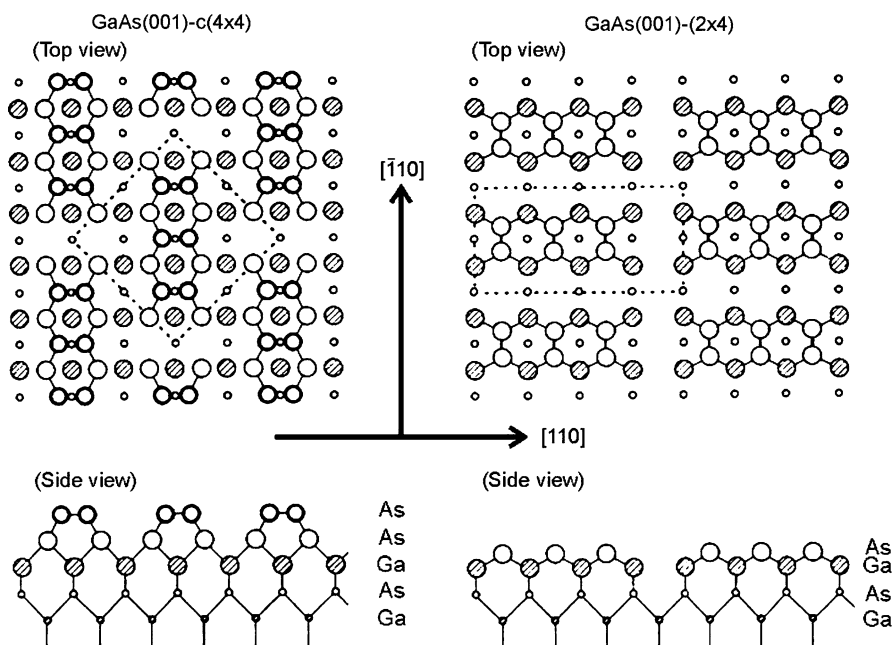 GaAs(001)-c(4x4)
(Top view)
GaAs(001)-(2x4)
(Top view)
[1̄10]
[110]
(Side view)
As
As
Ga
As
Ga
(Side view)
As
Ga
As
Ga